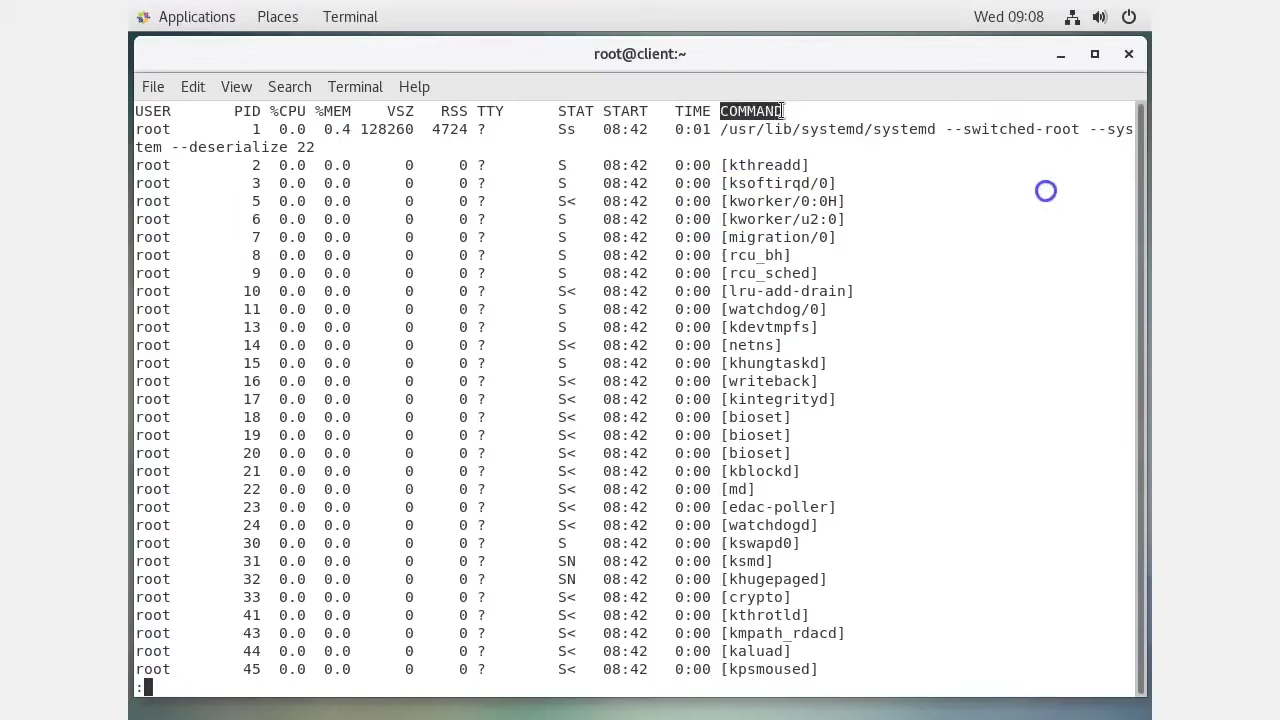 Applications Places Terminal Wed 09:08
root@client:~
File Edit View Search Terminal Help
USER PID %CPU %MEM VSZ RSS TTY STAT START TIME COMMAND
root 1 0.0 0.4 128260 4724 ? Ss 08:42 0:01 /usr/lib/systemd/systemd --switched-root --sys
tem --deserialize 22
root 2 0.0 0.0 0 0 ? S 08:42 0:00 [kthreadd]
root 3 0.0 0.0 0 0 ? S 08:42 0:00 [ksoftirqd/0]
root 5 0.0 0.0 0 0 ? S< 08:42 0:00 [kworker/0:0H]
root 6 0.0 0.0 0 0 ? S 08:42 0:00 [kworker/u2:0]
root 7 0.0 0.0 0 0 ? S 08:42 0:00 [migration/0]
root 8 0.0 0.0 0 0 ? S 08:42 0:00 [rcu_bh]
root 9 0.0 0.0 0 0 ? S 08:42 0:00 [rcu_sched]
root 10 0.0 0.0 0 0 ? S< 08:42 0:00 [lru-add-drain]
root 11 0.0 0.0 0 0 ? S 08:42 0:00 [watchdog/0]
root 13 0.0 0.0 0 0 ? S 08:42 0:00 [kdevtmpfs]
root 14 0.0 0.0 0 0 ? S< 08:42 0:00 [netns]
root 15 0.0 0.0 0 0 ? S 08:42 0:00 [khungtaskd]
root 16 0.0 0.0 0 0 ? S< 08:42 0:00 [writeback]
root 17 0.0 0.0 0 0 ? S< 08:42 0:00 [kintegrityd]
root 18 0.0 0.0 0 0 ? S< 08:42 0:00 [bioset]
root 19 0.0 0.0 0 0 ? S< 08:42 0:00 [bioset]
root 20 0.0 0.0 0 0 ? S< 08:42 0:00 [bioset]
root 21 0.0 0.0 0 0 ? S< 08:42 0:00 [kblockd]
root 22 0.0 0.0 0 0 ? S< 08:42 0:00 [md]
root 23 0.0 0.0 0 0 ? S< 08:42 0:00 [edac-poller]
root 24 0.0 0.0 0 0 ? S< 08:42 0:00 [watchdogd]
root 30 0.0 0.0 0 0 ? S 08:42 0:00 [kswapd0]
root 31 0.0 0.0 0 0 ? SN 08:42 0:00 [ksmd]
root 32 0.0 0.0 0 0 ? SN 08:42 0:00 [khugepaged]
root 33 0.0 0.0 0 0 ? S< 08:42 0:00 [crypto]
root 41 0.0 0.0 0 0 ? S< 08:42 0:00 [kthrotld]
root 43 0.0 0.0 0 0 ? S< 08:42 0:00 [kmpath_rdacd]
root 44 0.0 0.0 0 0 ? S< 08:42 0:00 [kaluad]
root 45 0.0 0.0 0 0 ? S< 08:42 0:00 [kpsmoused]
: